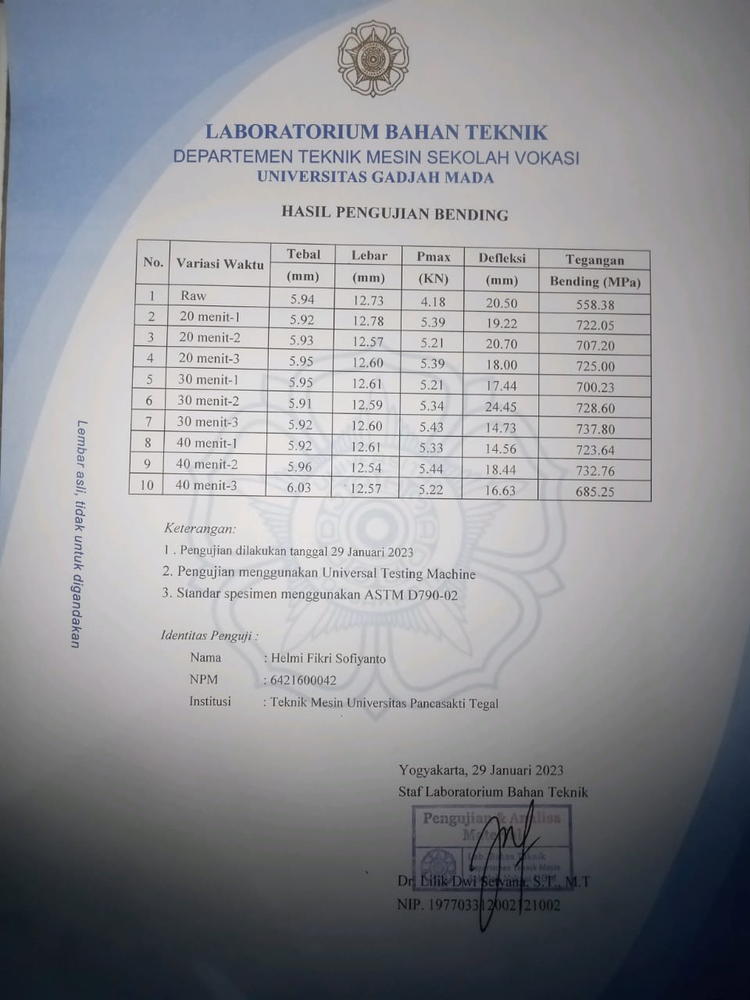 LABORATORIUM BAHAN TEKNIK
DEPARTEMEN TEKNIK MESIN SEKOLAH VOKASI
UNIVERSITAS GADJAH MADA
HASIL PENGUJIAN BENDING
No. Variasi Waktu Tebal (mm) Lebar (mm) Pmax (KN) Defleksi (mm) Tegangan Bending (MPa)
1 Raw 5.94 12.73 4.18 20.50 558.38
2 20 menit-1 5.92 12.78 5.39 19.22 722.05
3 20 menit-2 5.93 12.57 5.21 20.70 707.20
4 20 menit-3 5.95 12.60 5.39 18.00 725.00
5 30 menit-1 5.95 12.61 5.21 17.44 700.23
6 30 menit-2 5.91 12.59 5.34 24.45 728.60
7 30 menit-3 5.92 12.60 5.43 14.73 737.80
8 40 menit-1 5.92 12.61 5.33 14.56 723.64
9 40 menit-2 5.96 12.54 5.44 18.44 732.76
10 40 menit-3 6.03 12.57 5.22 16.63 685.25
Lembar asli, tidak untuk digandakan
Keterangan:
1 . Pengujian dilakukan tanggal 29 Januari 2023
2. Pengujian menggunakan Universal Testing Machine
3. Standar spesimen menggunakan ASTM D790-02
Identitas Penguji :
Nama : Helmi Fikri Sofiyanto
NPM : 6421600042
Institusi : Teknik Mesin Universitas Pancasakti Tegal
Yogyakarta, 29 Januari 2023
Staf Laboratorium Bahan Teknik
Pengujian & Analisa
Material
Lab. Bahan Teknik
Departemen Teknik Mesin
Dr. Lilik Dwi Setyana, S.T., M.T
NIP. 197703312002121002